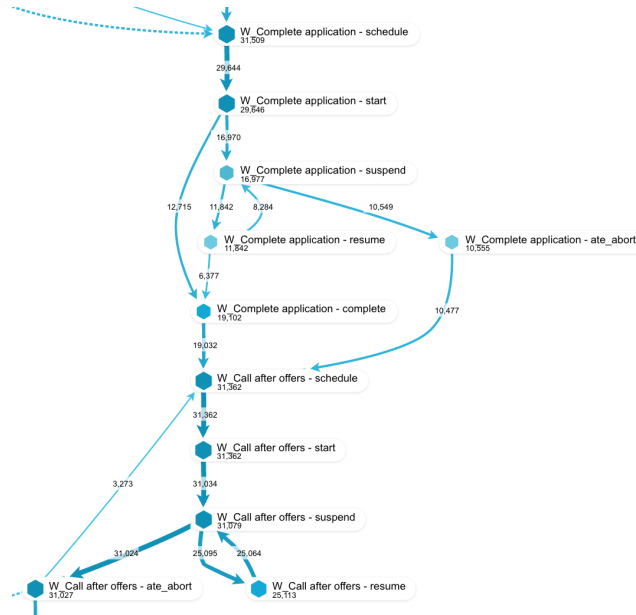 W_Complete application - schedule
31,509
29,644
W_Complete application - start
29,646
16,970
W_Complete application - suspend
16,977
12,715
11,842
8,284
10,549
W_Complete application - resume
11,842
W_Complete application - ate_abort
10,555
6,377
W_Complete application - complete
19,102
10,477
19,032
W_Call after offers - schedule
31,362
31,362
W_Call after offers - start
31,362
3,273
31,034
W_Call after offers - suspend
31,079
31,024
25,095
25,064
W_Call after offers - ate_abort
31,027
W_Call after offers - resume
25,113